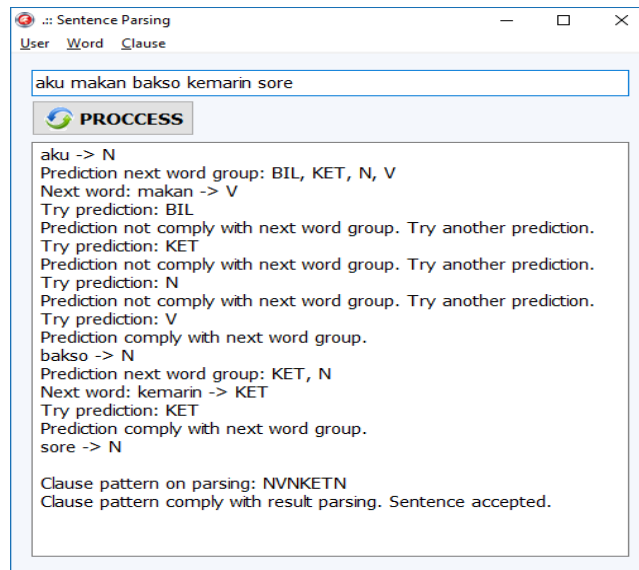 .:: Sentence Parsing
User Word Clause
aku makan bakso kemarin sore
PROCCESS
aku -> N
Prediction next word group: BIL, KET, N, V
Next word: makan -> V
Try prediction: BIL
Prediction not comply with next word group. Try another prediction.
Try prediction: KET
Prediction not comply with next word group. Try another prediction.
Try prediction: N
Prediction not comply with next word group. Try another prediction.
Try prediction: V
Prediction comply with next word group.
bakso -> N
Prediction next word group: KET, N
Next word: kemarin -> KET
Try prediction: KET
Prediction comply with next word group.
sore -> N
Clause pattern on parsing: NVNKETN
Clause pattern comply with result parsing. Sentence accepted.